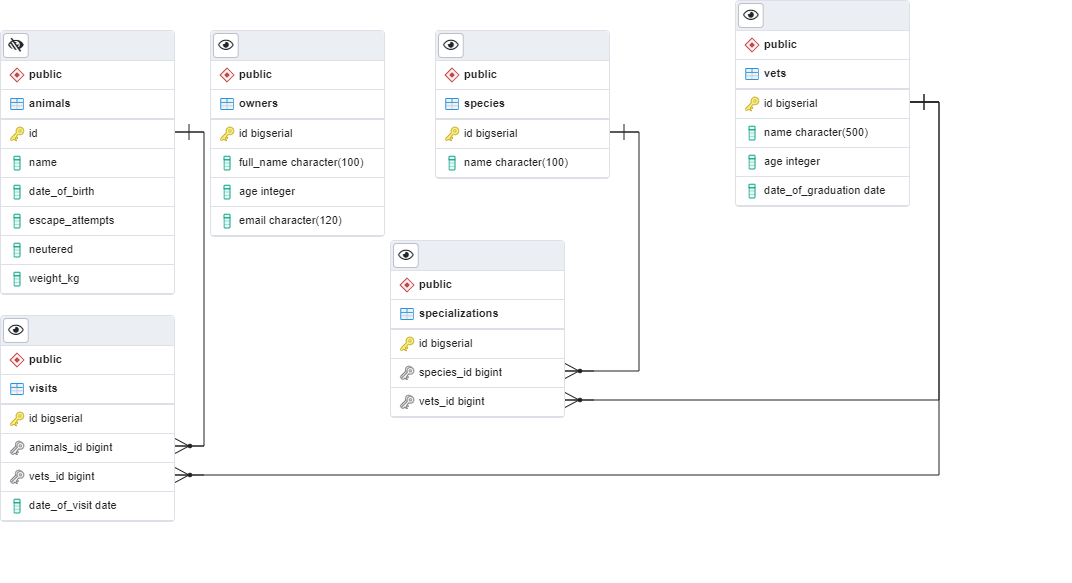 public
animals
id
name
date_of_birth
escape_attempts
neutered
weight_kg
public
owners
id bigserial
full_name character(100)
age integer
email character(120)
public
species
id bigserial
name character(100)
public
vets
id bigserial
name character(500)
age integer
date_of_graduation date
public
specializations
id bigserial
species_id bigint
vets_id bigint
public
visits
id bigserial
animals_id bigint
vets_id bigint
date_of_visit date